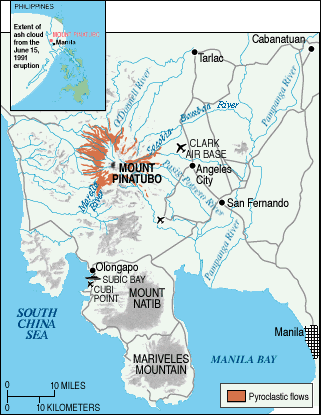 PHILIPPINES
Extent of
ash cloud
from the
June 15,
1991
eruption
MOUNT PINATUBO
Manila
Cabanatuan
Tarlac
O'Donnell River
Sacobia
Bamban River
Pampanga River
CLARK
AIR BASE
Angeles
City
MOUNT
PINATUBO
Pasig-Potrero River
Marella
River
San Fernando
Pampanga River
Olongapo
SUBIC BAY
CUBI
POINT
MOUNT
NATIB
SOUTH
CHINA
SEA
Manila
MARIVELES
MOUNTAIN
MANILA BAY
0 10 MILES
0 10 KILOMETERS
Pyroclastic flows